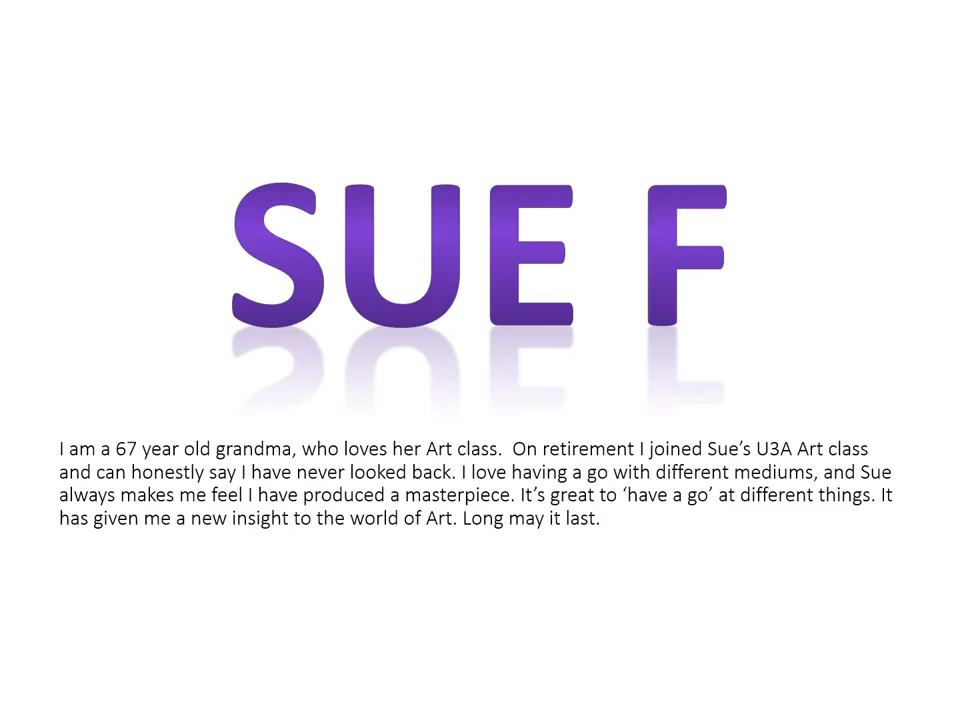 SUE F
I am a 67 year old grandma, who loves her Art class.  On retirement I joined Sue’s U3A Art class
and can honestly say I have never looked back. I love having a go with different mediums, and Sue
always makes me feel I have produced a masterpiece. It’s great to ‘have a go’ at different things. It
has given me a new insight to the world of Art. Long may it last.